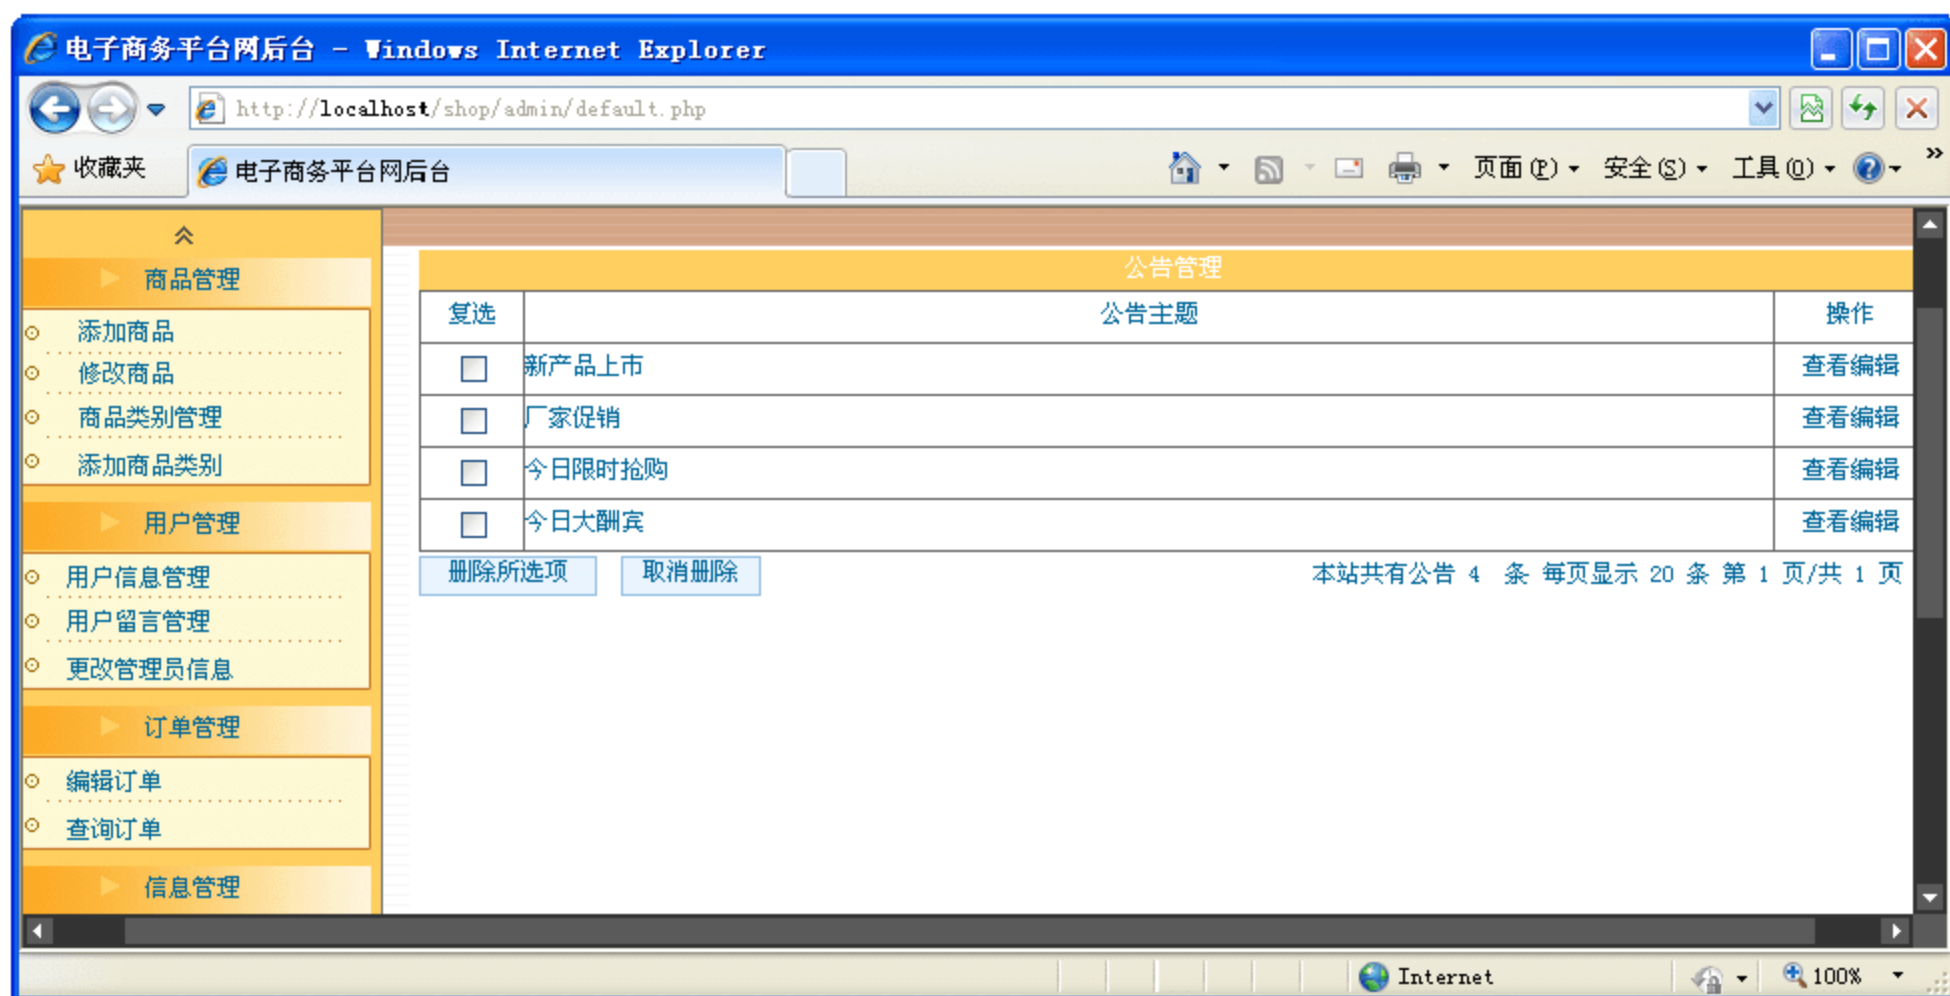 电子商务平台网后台 - Windows Internet Explorer
http://localhost/shop/admin/default.php
收藏夹
电子商务平台网后台
页面(P)
安全(S)
工具(O)
»
商品管理
添加商品
修改商品
商品类别管理
添加商品类别
用户管理
用户信息管理
用户留言管理
更改管理员信息
订单管理
编辑订单
查询订单
信息管理
公告管理
复选 公告主题 操作
新产品上市 查看编辑
厂家促销 查看编辑
今日限时抢购 查看编辑
今日大酬宾 查看编辑
删除所选项 取消删除 本站共有公告 4 条 每页显示 20 条 第 1 页/共 1 页
Internet
100%